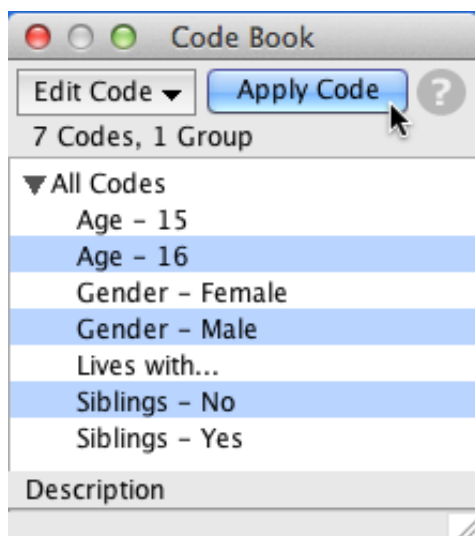 Code Book
Edit Code Apply Code ?
7 Codes, 1 Group
All Codes
Age – 15
Age – 16
Gender – Female
Gender – Male
Lives with...
Siblings – No
Siblings – Yes
Description